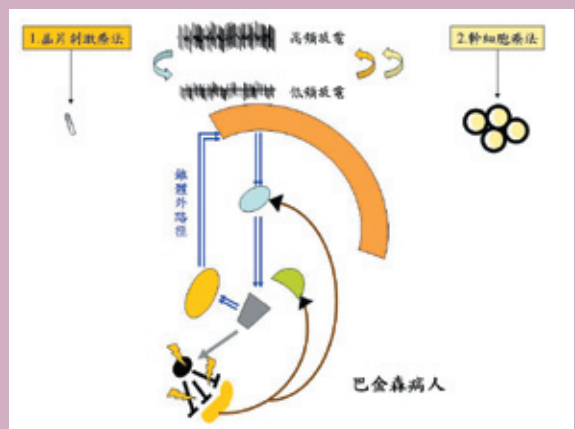 1.晶片刺激療法
高頻放電
低頻放電
2.幹細胞療法
錐體外路徑
巴金森病人